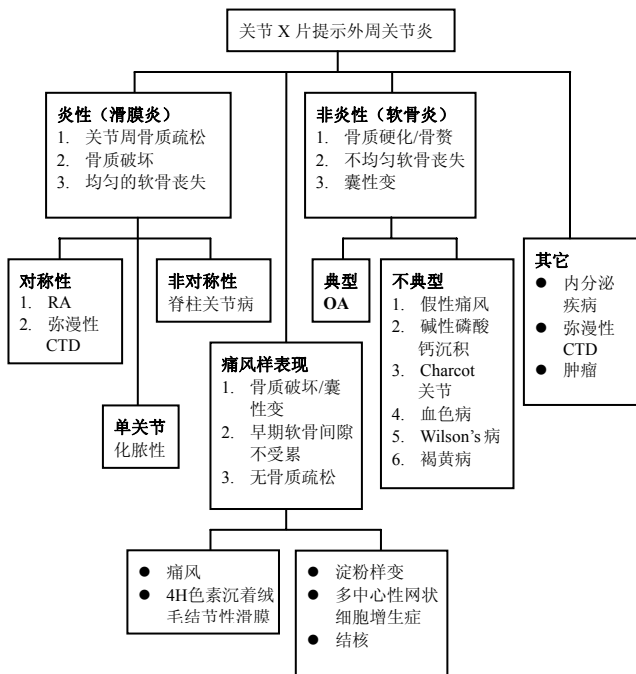 关节 X 片提示外周关节炎
炎性（滑膜炎）
1. 关节周骨质疏松
2. 骨质破坏
3. 均匀的软骨丧失
非炎性（软骨炎）
1. 骨质硬化/骨赘
2. 不均匀软骨丧失
3. 囊性变
对称性
1. RA
2. 弥漫性
CTD
非对称性
脊柱关节病
单关节
化脓性
痛风样表现
1. 骨质破坏/囊
性变
2. 早期软骨间隙
不受累
3. 无骨质疏松
典型
OA
不典型
1. 假性痛风
2. 碱性磷酸
钙沉积
3. Charcot
关节
4. 血色病
5. Wilson's 病
6. 褐黄病
其它
● 内分泌
疾病
● 弥漫性
CTD
● 肿瘤
● 痛风
● 4H色素沉着绒
毛结节性滑膜
● 淀粉样变
● 多中心性网状
细胞增生症
● 结核